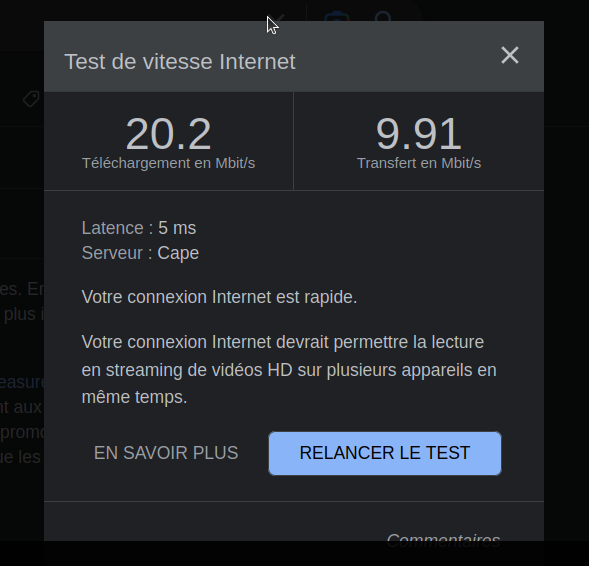 Test de vitesse Internet
20.2
Téléchargement en Mbit/s
9.91
Transfert en Mbit/s
Latence : 5 ms
Serveur : Cape
Votre connexion Internet est rapide.
Votre connexion Internet devrait permettre la lecture
en streaming de vidéos HD sur plusieurs appareils en
même temps.
EN SAVOIR PLUS
RELANCER LE TEST
Commentaires
es. En
plus i
easure
nt aux
promo
ue les